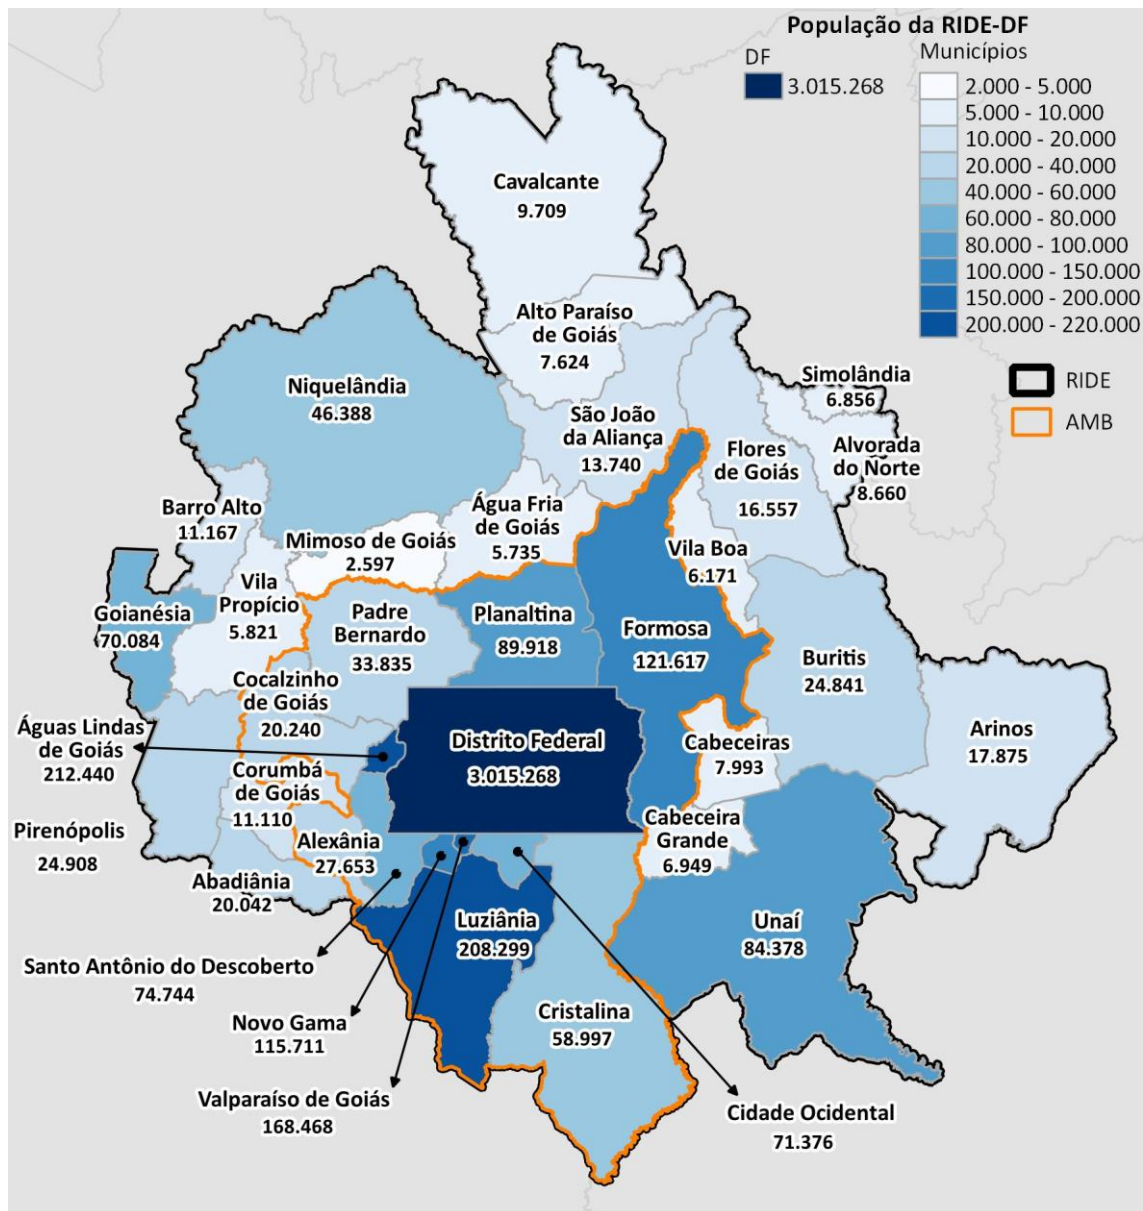 População da RIDE-DF
DF
3.015.268
Municípios
2.000 - 5.000
5.000 - 10.000
10.000 - 20.000
20.000 - 40.000
40.000 - 60.000
60.000 - 80.000
80.000 - 100.000
100.000 - 150.000
150.000 - 200.000
200.000 - 220.000
RIDE
AMB
Cavalcante
9.709
Alto Paraíso
de Goiás
7.624
Niquelândia
46.388
São João
da Aliança
13.740
Simolândia
6.856
Flores
de Goiás
16.557
Alvorada
do Norte
8.660
Barro Alto
11.167
Mimoso de Goiás
2.597
Água Fria
de Goiás
5.735
Vila Boa
6.171
Goianésia
70.084
Vila
Propício
5.821
Padre
Bernardo
33.835
Planaltina
89.918
Formosa
121.617
Buritis
24.841
Cocalzinho
de Goiás
20.240
Águas Lindas
de Goiás
212.440
Distrito Federal
3.015.268
Cabeceiras
7.993
Arinos
17.875
Corumbá
de Goiás
11.110
Pirenópolis
24.908
Alexânia
27.653
Cabeceira
Grande
6.949
Abadiânia
20.042
Luziânia
208.299
Unaí
84.378
Santo Antônio do Descoberto
74.744
Novo Gama
115.711
Cristalina
58.997
Valparaíso de Goiás
168.468
Cidade Ocidental
71.376